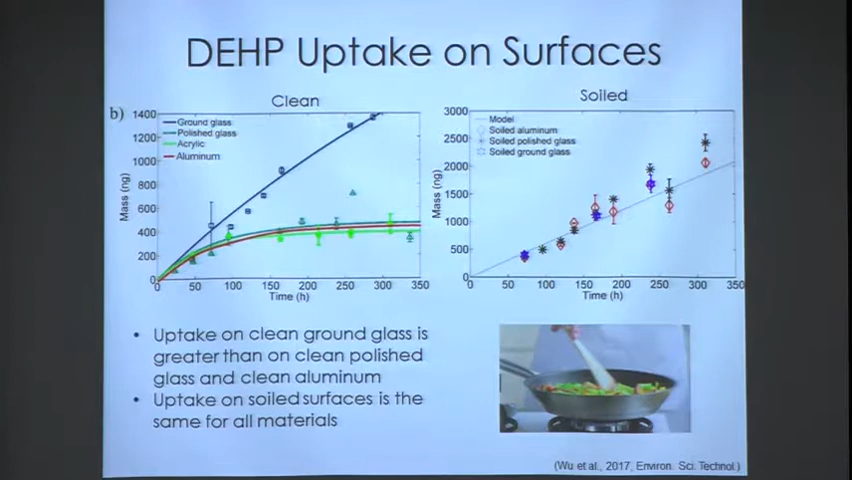 DEHP Uptake on Surfaces
Clean
b)
Ground glass
Polished glass
Acrylic
Aluminum
1400
1200
1000
800
600
400
200
0
Mass (ng)
0 50 100 150 200 250 300 350
Time (h)
Soiled
Model
Soiled aluminum
Soiled polished glass
Soiled ground glass
3000
2500
2000
1500
1000
500
0
Mass (ng)
0 50 100 150 200 250 300 350
Time (h)
• Uptake on clean ground glass is
greater than on clean polished
glass and clean aluminum
• Uptake on soiled surfaces is the
same for all materials
(Wu et al., 2017, Environ. Sci. Technol.)